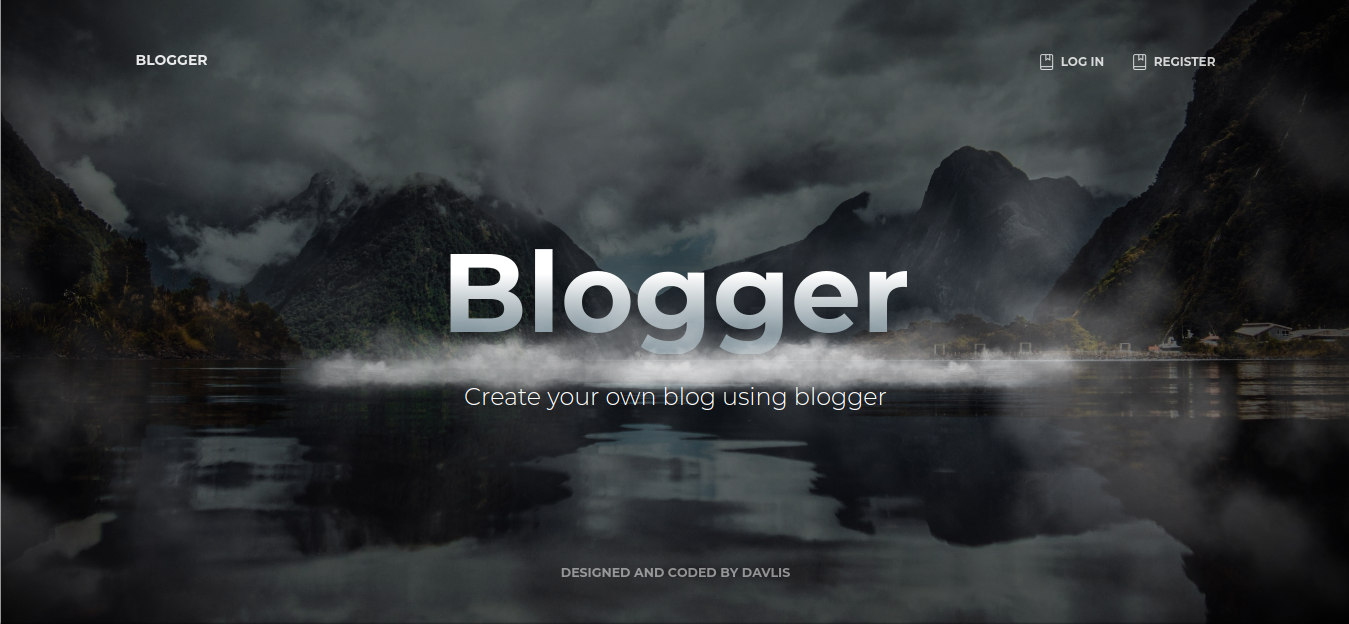 BLOGGER
LOG IN
REGISTER
Blogger
Create your own blog using blogger
DESIGNED AND CODED BY DAVLIS